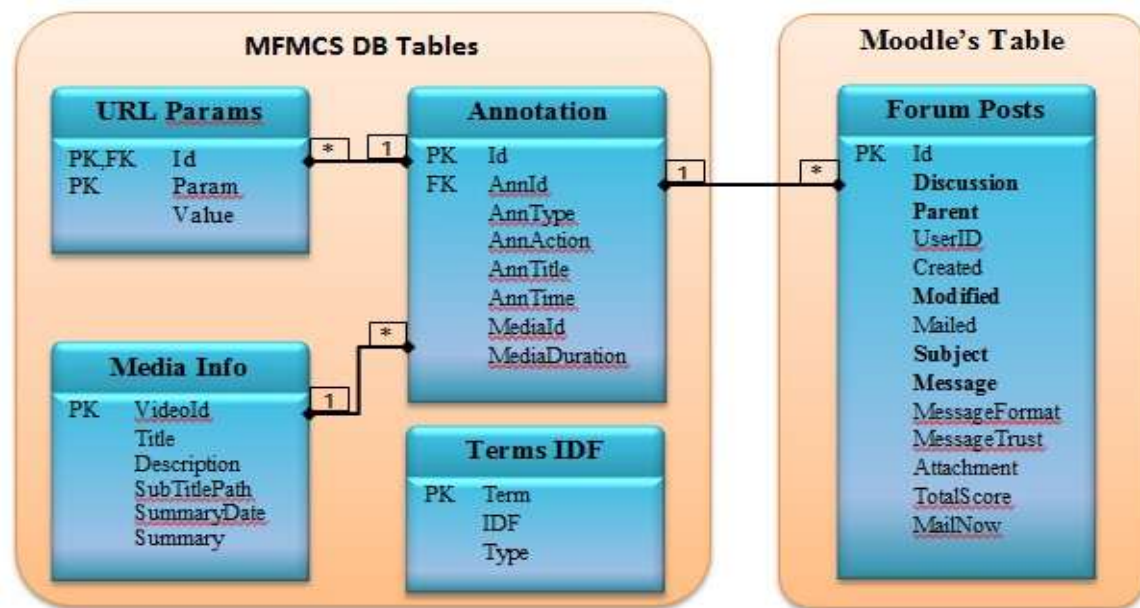 MFMCS DB Tables
URL Params
PK,FK Id
PK Param
Value
*
1
Annotation
PK Id
FK AnnId
AnnType
AnnAction
AnnTitle
AnnTime
MediaId
MediaDuration
Media Info
PK VideoId
Title
Description
SubTitlePath
SummaryDate
Summary
1
*
Terms IDF
PK Term
IDF
Type
1
*
Moodle's Table
Forum Posts
PK Id
Discussion
Parent
UserID
Created
Modified
Mailed
Subject
Message
MessageFormat
MessageTrust
Attachment
TotalScore
MailNow